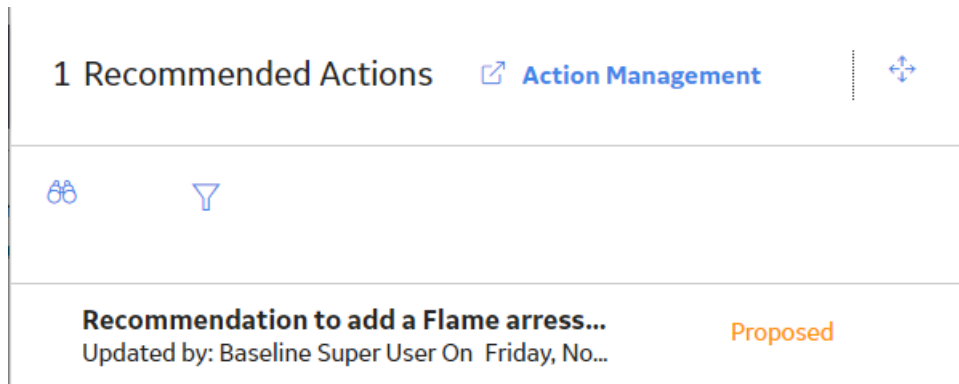 1 Recommended Actions Action Management
Recommendation to add a Flame arress...
Proposed
Updated by: Baseline Super User On Friday, No...